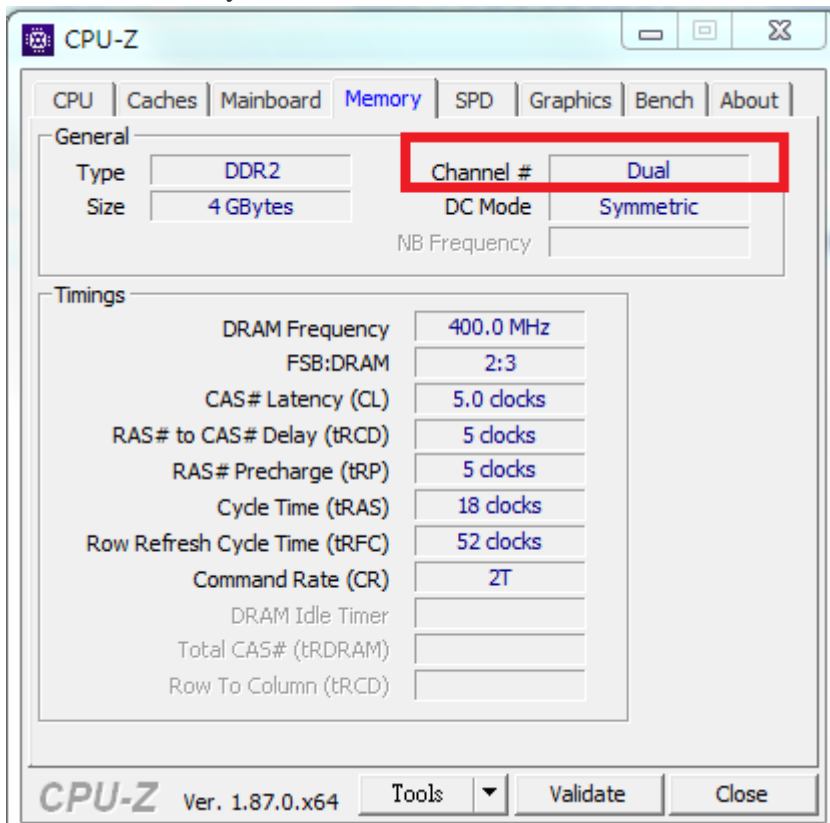 CPU-Z
CPU Caches Mainboard Memory SPD Graphics Bench About
General
Type DDR2 Channel # Dual
Size 4 GBytes DC Mode Symmetric
NB Frequency
Timings
DRAM Frequency 400.0 MHz
FSB:DRAM 2:3
CAS# Latency (CL) 5.0 clocks
RAS# to CAS# Delay (tRCD) 5 clocks
RAS# Precharge (tRP) 5 clocks
Cycle Time (tRAS) 18 clocks
Row Refresh Cycle Time (tRFC) 52 clocks
Command Rate (CR) 2T
DRAM Idle Timer
Total CAS# (tRDRAM)
Row To Column (tRCD)
CPU-Z Ver. 1.87.0.x64 Tools Validate Close